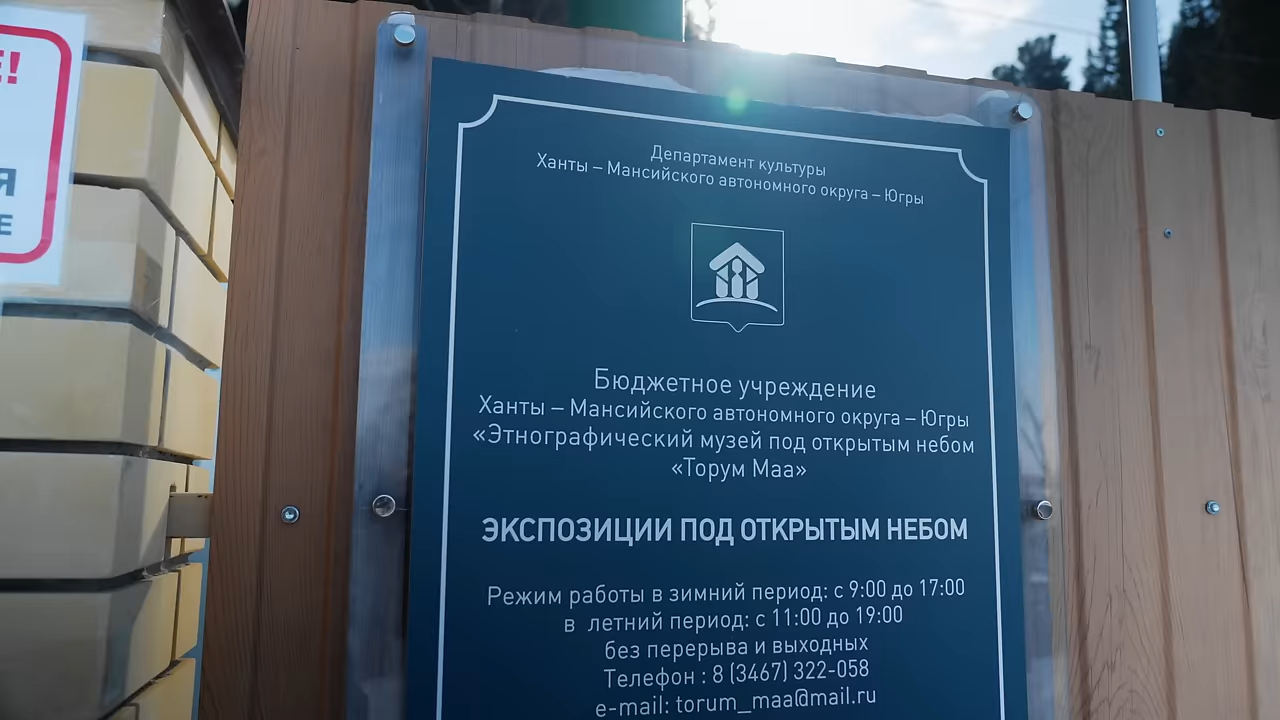 Е!
Я
Е
Департамент культуры
Ханты – Мансийского автономного округа – Югры
Бюджетное учреждение
Ханты – Мансийского автономного округа – Югры
«Этнографический музей под открытым небом
«Торум Маа»
ЭКСПОЗИЦИИ ПОД ОТКРЫТЫМ НЕБОМ
Режим работы в зимний период: с 9:00 до 17:00
в летний период: с 11:00 до 19:00
без перерыва и выходных
Телефон : 8 (3467) 322-058
e-mail: torum_maa@mail.ru